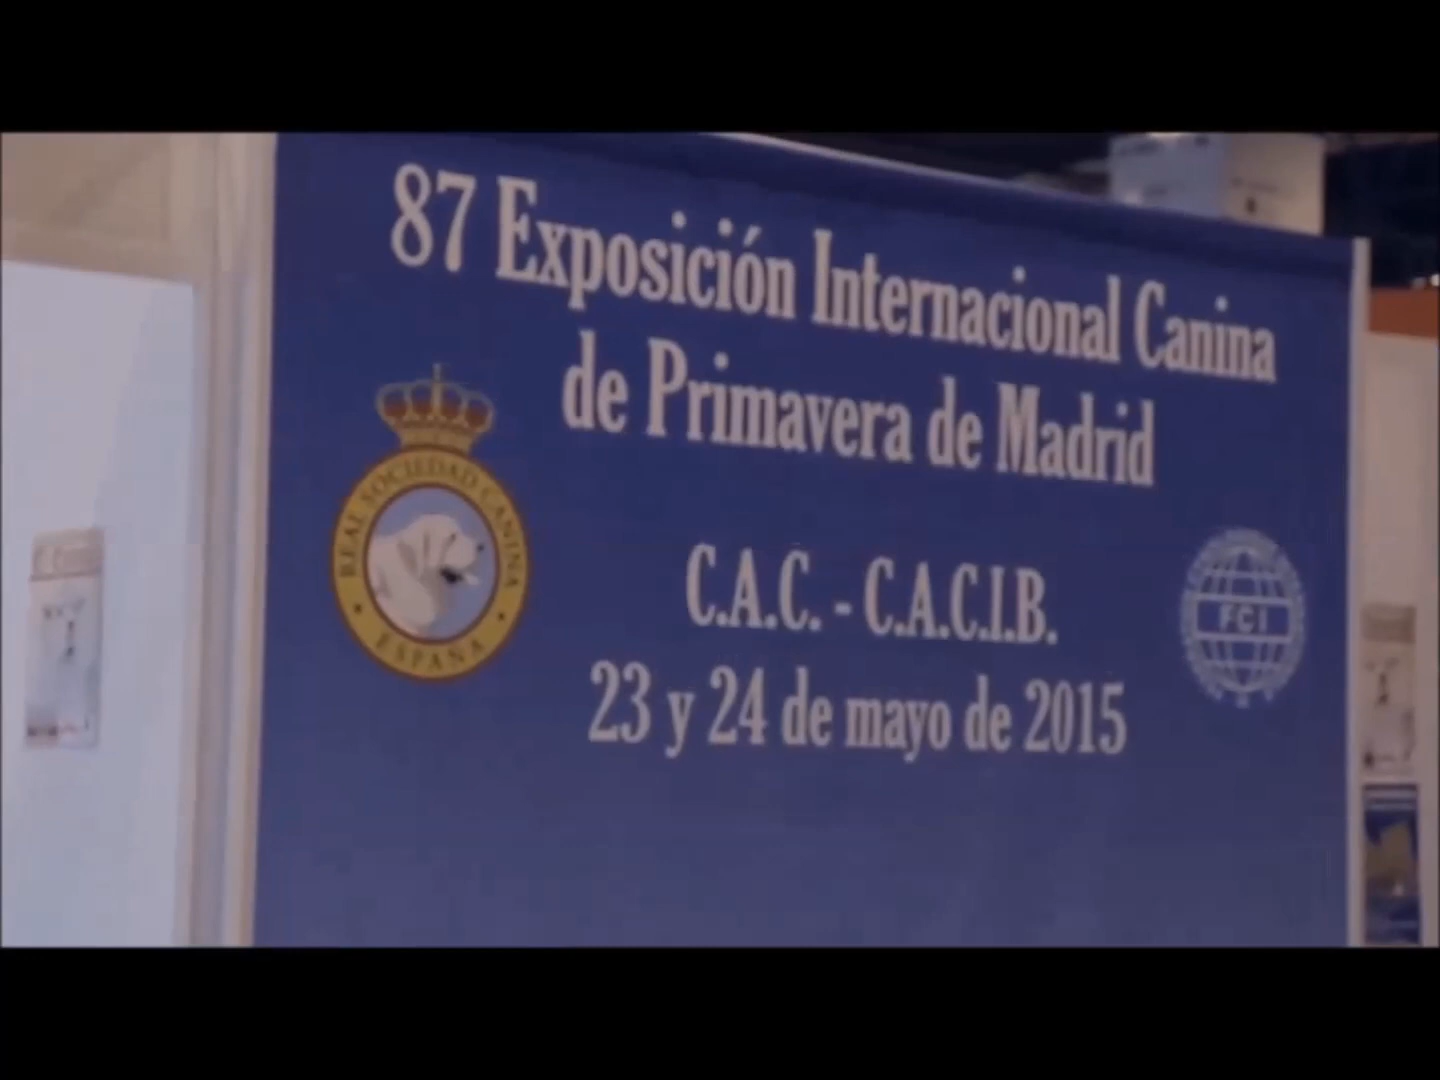 87 Exposición Internacional Canina
de Primavera de Madrid
REAL SOCIEDAD CANINA
ESPAÑA
C.A.C. - C.A.C.I.B.
FCI
23 y 24 de mayo de 2015